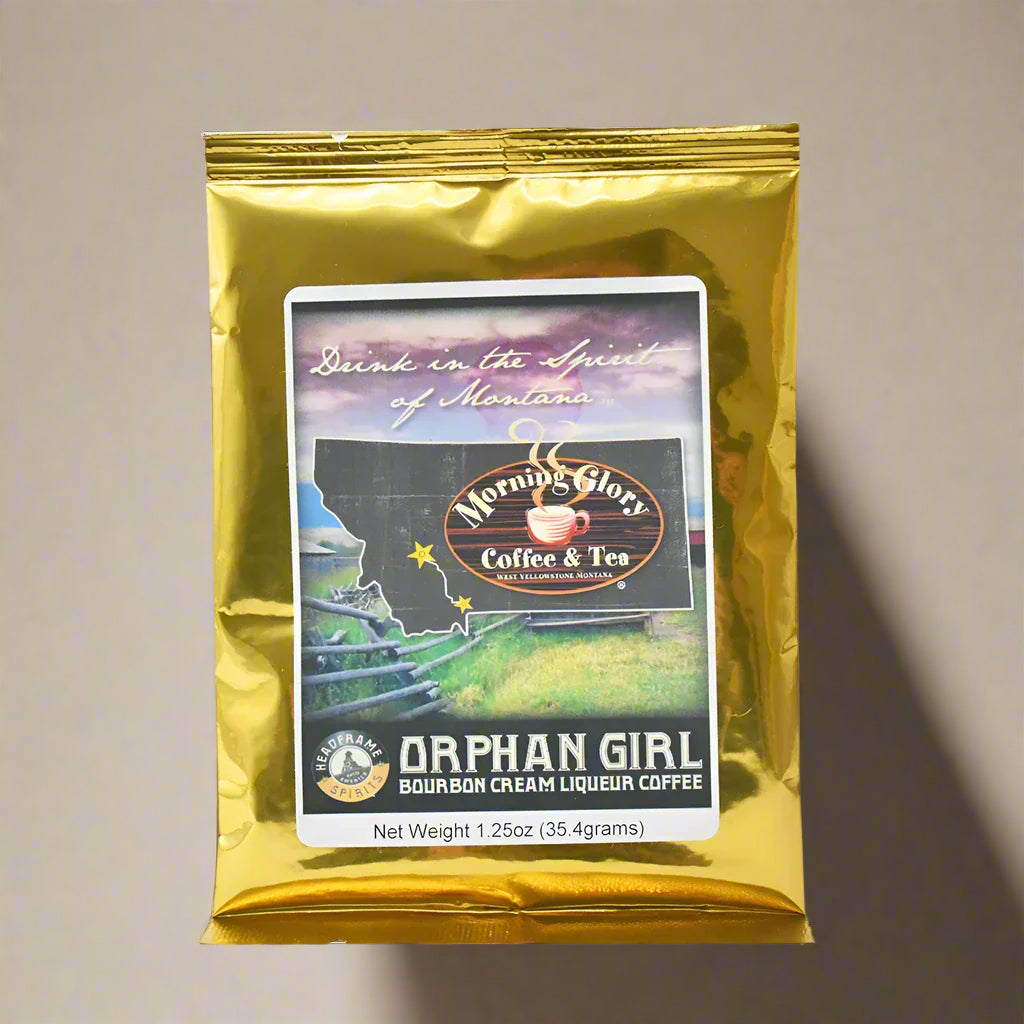 Drink in the Spirit
of Montana
Morning Glory
Coffee & Tea
WEST YELLOWSTONE MONTANA
®
HEADFRAME
SPIRITS
ORPHAN GIRL
BOURBON CREAM LIQUEUR COFFEE
Net Weight 1.25oz (35.4grams)